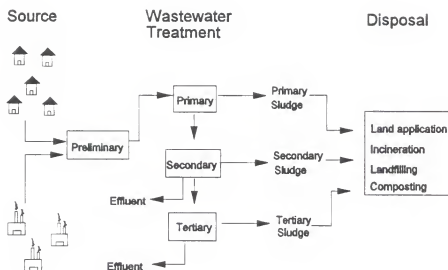 Source
Wastewater
Treatment
Disposal
Preliminary
Primary
Primary
Sludge
Secondary
Secondary
Sludge
Effluent
Tertiary
Tertiary
Sludge
Effluent
Land application
Incineration
Landfilling
Composting